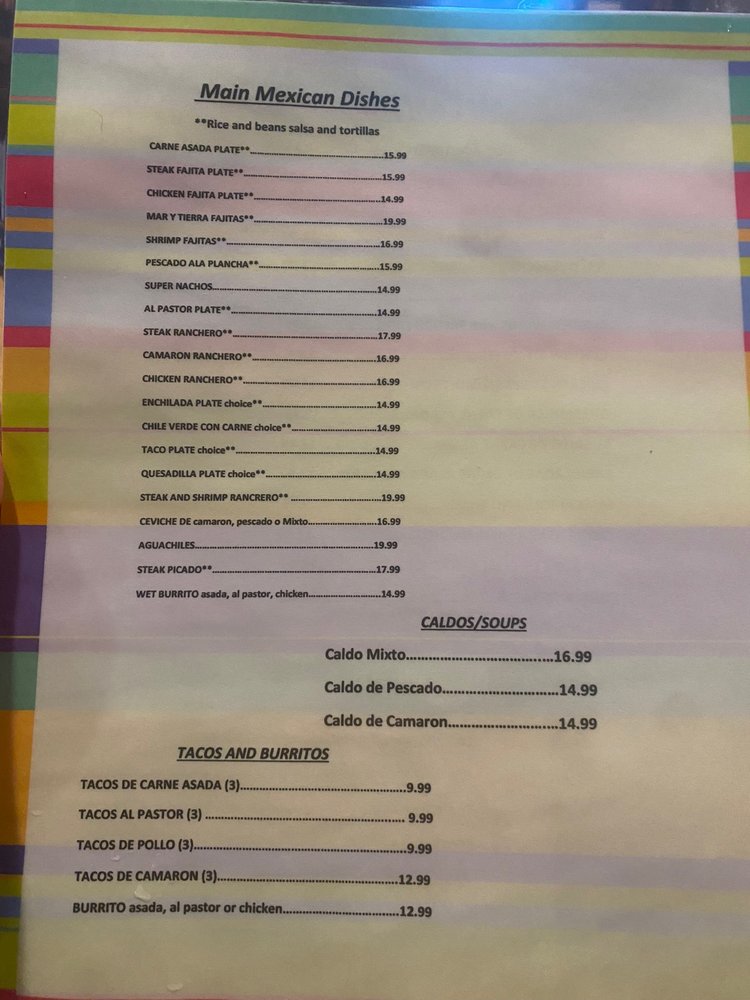 Main Mexican Dishes
**Rice and beans salsa and tortillas
CARNE ASADA PLATE**.......................................................15.99
STEAK FAJITA PLATE**.......................................................15.99
CHICKEN FAJITA PLATE**...................................................14.99
MAR Y TIERRA FAJITAS**...................................................19.99
SHRIMP FAJITAS**..............................................................16.99
PESCADO ALA PLANCHA**.................................................15.99
SUPER NACHOS..................................................................14.99
AL PASTOR PLATE**...........................................................14.99
STEAK RANCHERO**...........................................................17.99
CAMARON RANCHERO**...................................................16.99
CHICKEN RANCHERO**......................................................16.99
ENCHILADA PLATE choice**...............................................14.99
CHILE VERDE CON CARNE choice**...................................14.99
TACO PLATE choice**.........................................................14.99
QUESADILLA PLATE choice**..............................................14.99
STEAK AND SHRIMP RANCRERO** .....................................19.99
CEVICHE DE camaron, pescado o Mixto............................16.99
AGUACHILES.......................................................................19.99
STEAK PICADO**.................................................................17.99
WET BURRITO asada, al pastor, chicken.............................14.99
CALDOS/SOUPS
Caldo Mixto.......................................16.99
Caldo de Pescado...............................14.99
Caldo de Camaron.............................14.99
TACOS AND BURRITOS
TACOS DE CARNE ASADA (3)................................................9.99
TACOS AL PASTOR (3) .......................................................... 9.99
TACOS DE POLLO (3).............................................................9.99
TACOS DE CAMARON (3).....................................................12.99
BURRITO asada, al pastor or chicken..................................12.99